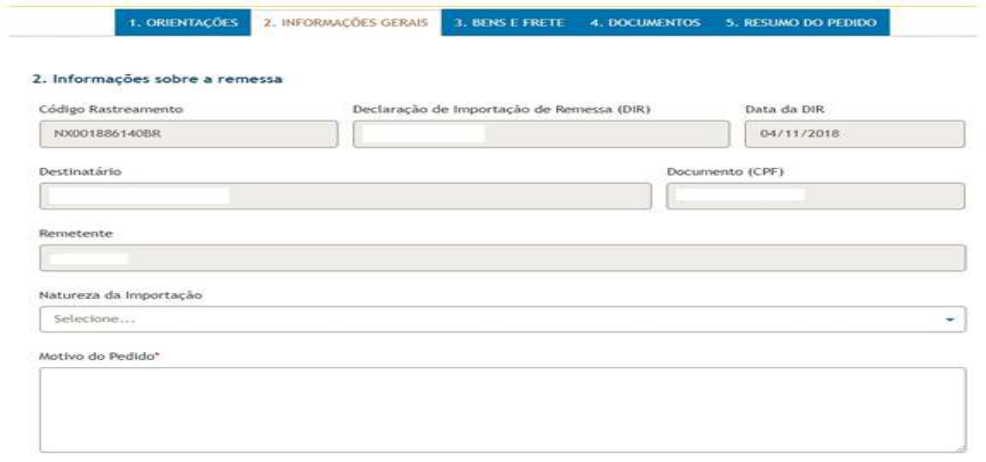 1. ORIENTAÇÕES 2. INFORMAÇÕES GERAIS 3. BENS E FRETE 4. DOCUMENTOS 5. RESUMO DO PEDIDO
2. Informações sobre a remessa
Código Rastreamento Declaração de Importação de Remessa (DIR) Data da DIR
NX001886140BR 04/11/2018
Destinatário Documento (CPF)
Remetente
Natureza da Importação
Selecione...
Motivo do Pedido*